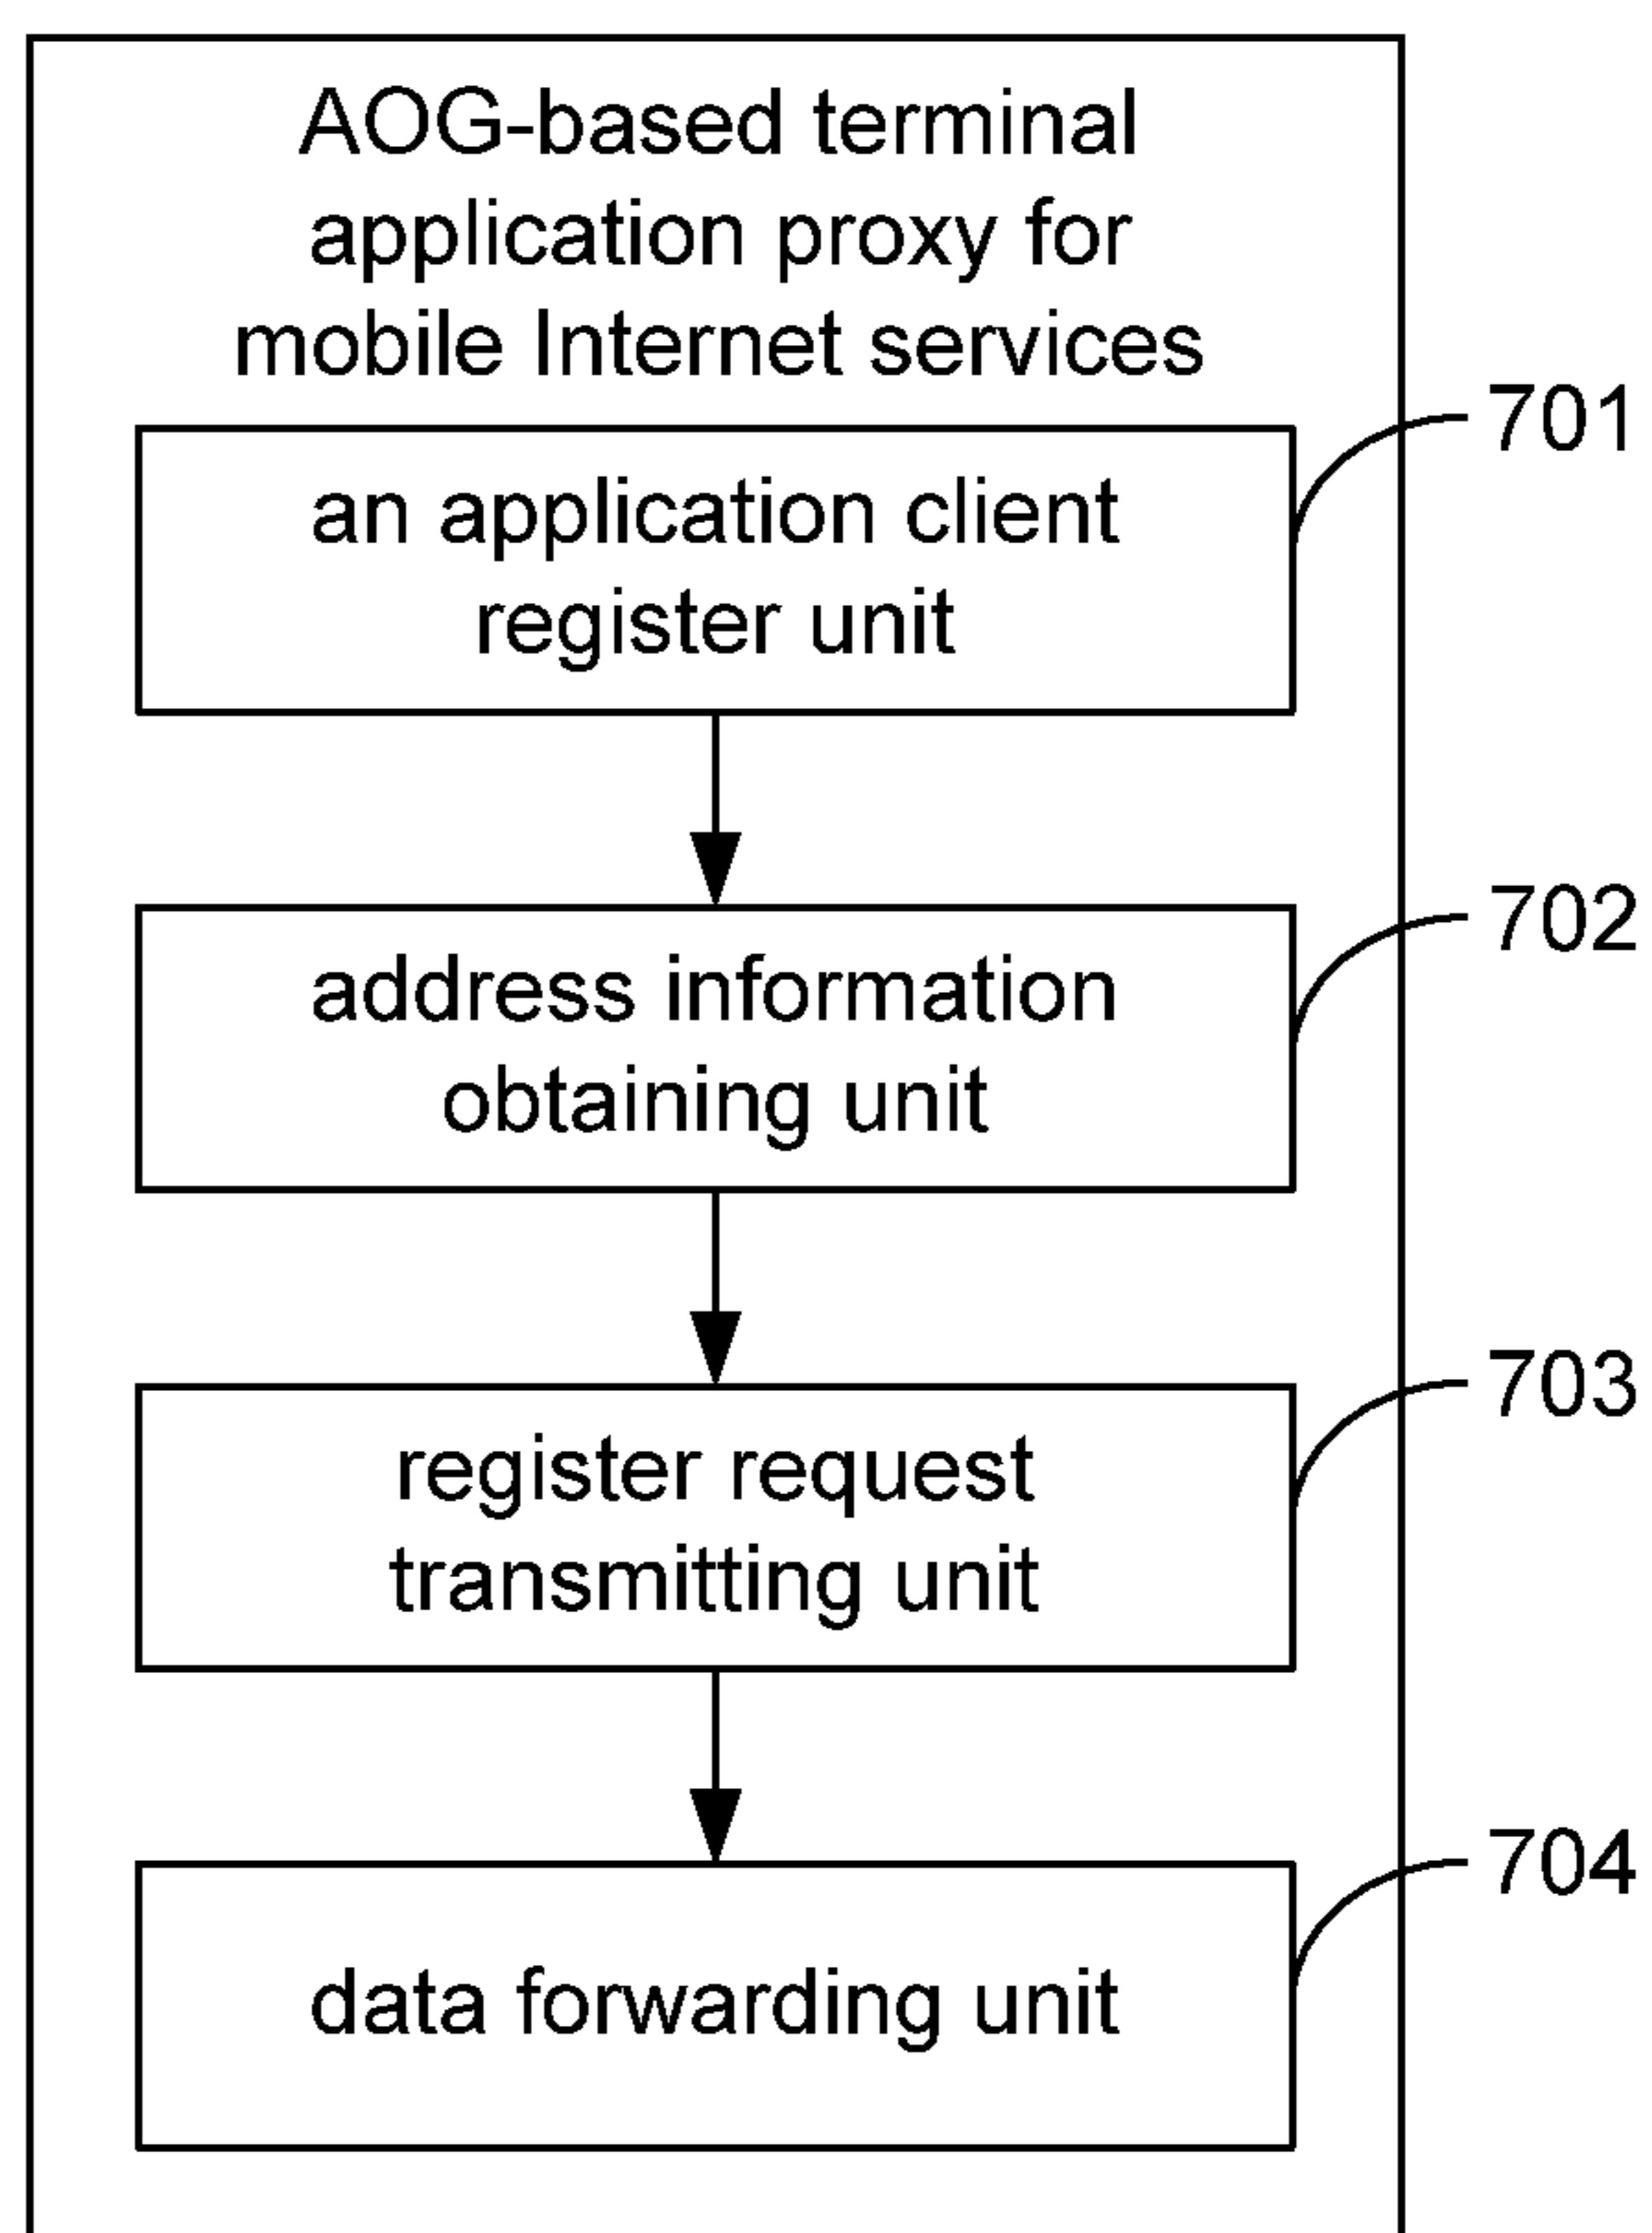 AOG-based terminal
application proxy for
mobile Internet services
701
an application client
register unit
702
address information
obtaining unit
703
register request
transmitting unit
704
data forwarding unit